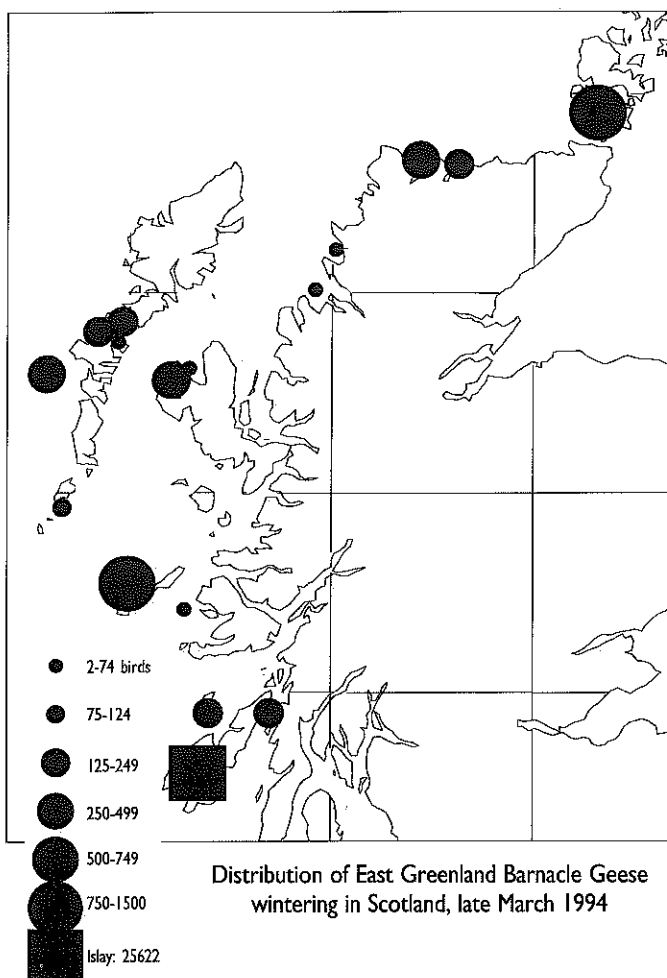 2-74 birds
75-124
125-249
250-499
500-749
750-1500
Islay: 25622
Distribution of East Greenland Barnacle Geese
wintering in Scotland, late March 1994